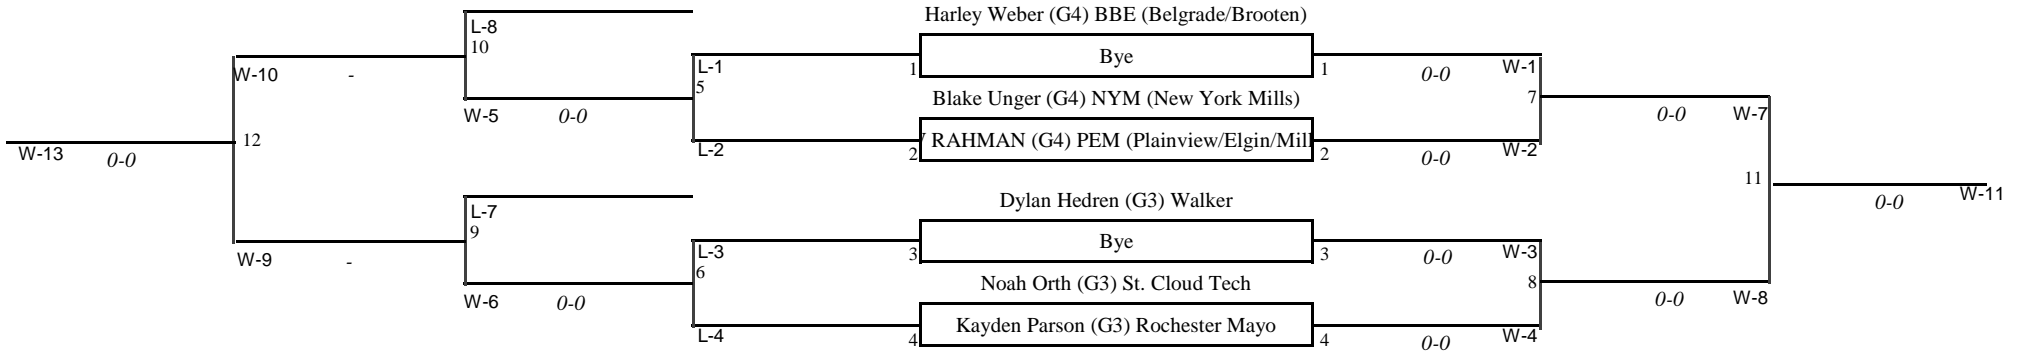 Harley Weber (G4) BBE (Belgrade/Brooten)
L-8
10
Bye
W-10 -
L-1
1
1
0-0
W-1
5
7
Blake Unger (G4) NYM (New York Mills)
W-5 0-0
0-0 W-7
12
RAHMAN (G4) PEM (Plainview/Elgin/Mill
W-13 0-0
L-2
2
2
0-0
W-2
11
Dylan Hedren (G3) Walker
W-11
0-0
L-7
9
Bye
W-9 -
L-3
3
3
0-0
W-3
6
8
Noah Orth (G3) St. Cloud Tech
W-6 0-0
0-0 W-8
Kayden Parson (G3) Rochester Mayo
L-4
4
4
0-0
W-4